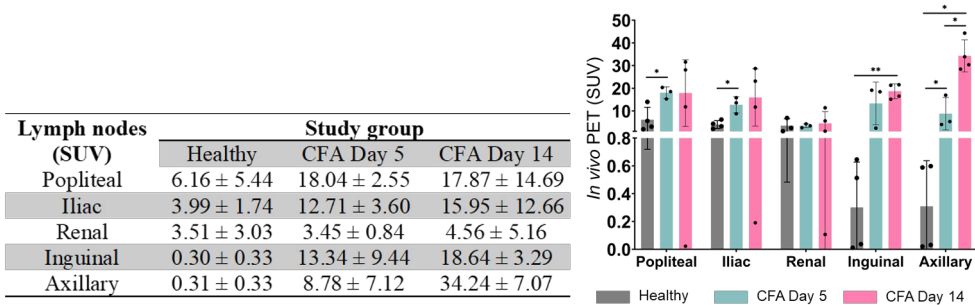 Lymph nodes (SUV) Study group
Healthy CFA Day 5 CFA Day 14
Popliteal 6.16 ± 5.44 18.04 ± 2.55 17.87 ± 14.69
Iliac 3.99 ± 1.74 12.71 ± 3.60 15.95 ± 12.66
Renal 3.51 ± 3.03 3.45 ± 0.84 4.56 ± 5.16
Inguinal 0.30 ± 0.33 13.34 ± 9.44 18.64 ± 3.29
Axillary 0.31 ± 0.33 8.78 ± 7.12 34.24 ± 7.07
In vivo PET (SUV)
50
40
30
20
10
0.8
0.6
0.4
0.2
0.0
* * ** * * *
Popliteal Iliac Renal Inguinal Axillary
Healthy CFA Day 5 CFA Day 14